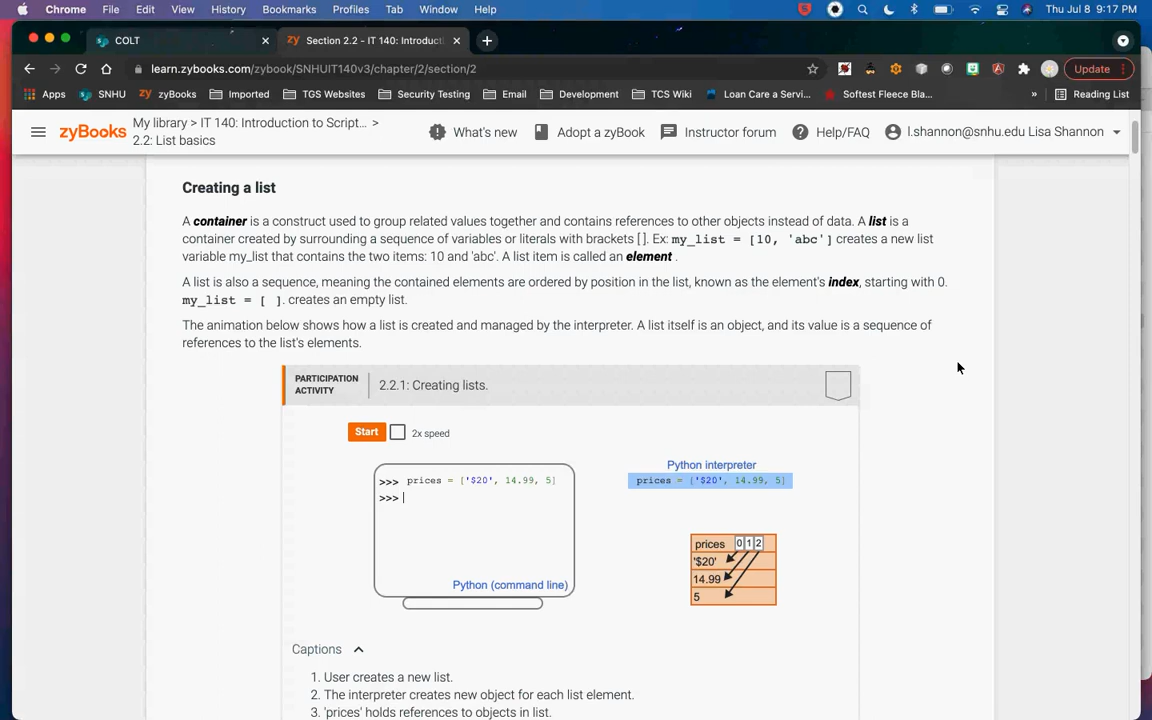 Chrome File Edit View History Bookmarks Profiles Tab Window Help Thu Jul 8 9:17 PM
COLT
zy Section 2.2 - IT 140: Introducti
learn.zybooks.com/zybook/SNHUIT140v3/chapter/2/section/2 Update
Apps SNHU zy zyBooks Imported TGS Websites Security Testing Email Development TCS Wiki Loan Care a Servi... Softest Fleece Bla... » Reading List
zyBooks My library > IT 140: Introduction to Script... > What's new Adopt a zyBook Instructor forum Help/FAQ l.shannon@snhu.edu Lisa Shannon
2.2: List basics
Creating a list
A container is a construct used to group related values together and contains references to other objects instead of data. A list is a
container created by surrounding a sequence of variables or literals with brackets [ ]. Ex: my_list = [10, 'abc'] creates a new list
variable my_list that contains the two items: 10 and 'abc'. A list item is called an element .
A list is also a sequence, meaning the contained elements are ordered by position in the list, known as the element's index, starting with 0.
my_list = [ ]. creates an empty list.
The animation below shows how a list is created and managed by the interpreter. A list itself is an object, and its value is a sequence of
references to the list's elements.
PARTICIPATION
ACTIVITY
2.2.1: Creating lists.
Start 2x speed
>>> prices = ['$20', 14.99, 5]
>>>
Python (command line)
Python interpreter
prices = ['$20', 14.99, 5]
prices 0 1 2
'$20'
14.99
5
Captions
1. User creates a new list.
2. The interpreter creates new object for each list element.
3. 'prices' holds references to objects in list.